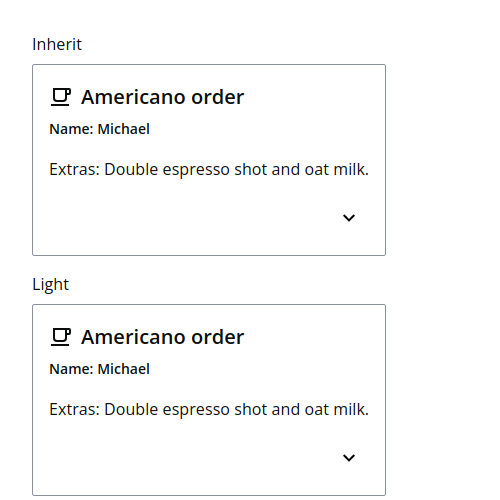 Inherit
Americano order
Name: Michael
Extras: Double espresso shot and oat milk.
Light
Americano order
Name: Michael
Extras: Double espresso shot and oat milk.